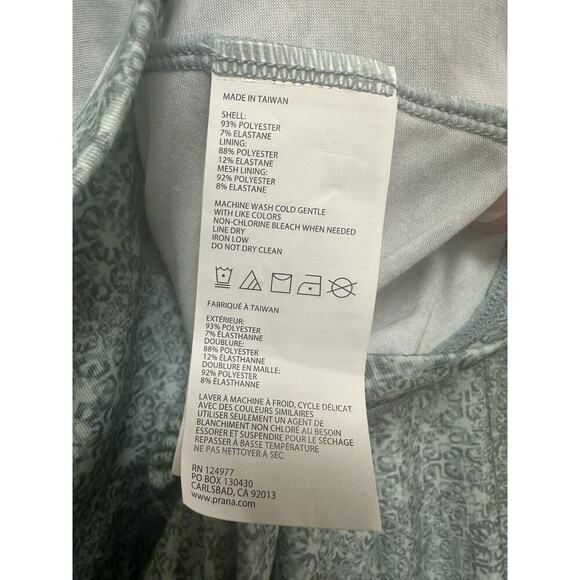 MADE IN TAIWAN
SHELL:
93% POLYESTER
7% ELASTANE
LINING:
88% POLYESTER
12% ELASTANE
MESH LINING:
92% POLYESTER
8% ELASTANE
MACHINE WASH COLD GENTLE
WITH LIKE COLORS
NON-CHLORINE BLEACH WHEN NEEDED
LINE DRY
IRON LOW
DO NOT DRY CLEAN
FABRIQUÉ À TAIWAN
EXTÉRIEUR:
93% POLYESTER
7% ÉLASTHANNE
DOUBLURE:
88% POLYESTER
12% ÉLASTHANNE
DOUBLURE EN MAILLE:
92% POLYESTER
8% ÉLASTHANNE
LAVER À MACHINE À FROID, CYCLE DÉLICAT
AVEC DES COULEURS SIMILAIRES
UTILISER SEULEMENT UN AGENT DE
BLANCHIMENT NON CHLORÉ AU BESOIN
ESSORER ET SUSPENDRE POUR LE SÉCHAGE
REPASSER À BASSE TEMPÉRATURE
NE PAS NETTOYER À SEC
RN 124977
PO BOX 130430
CARLSBAD, CA 92013
www.prana.com